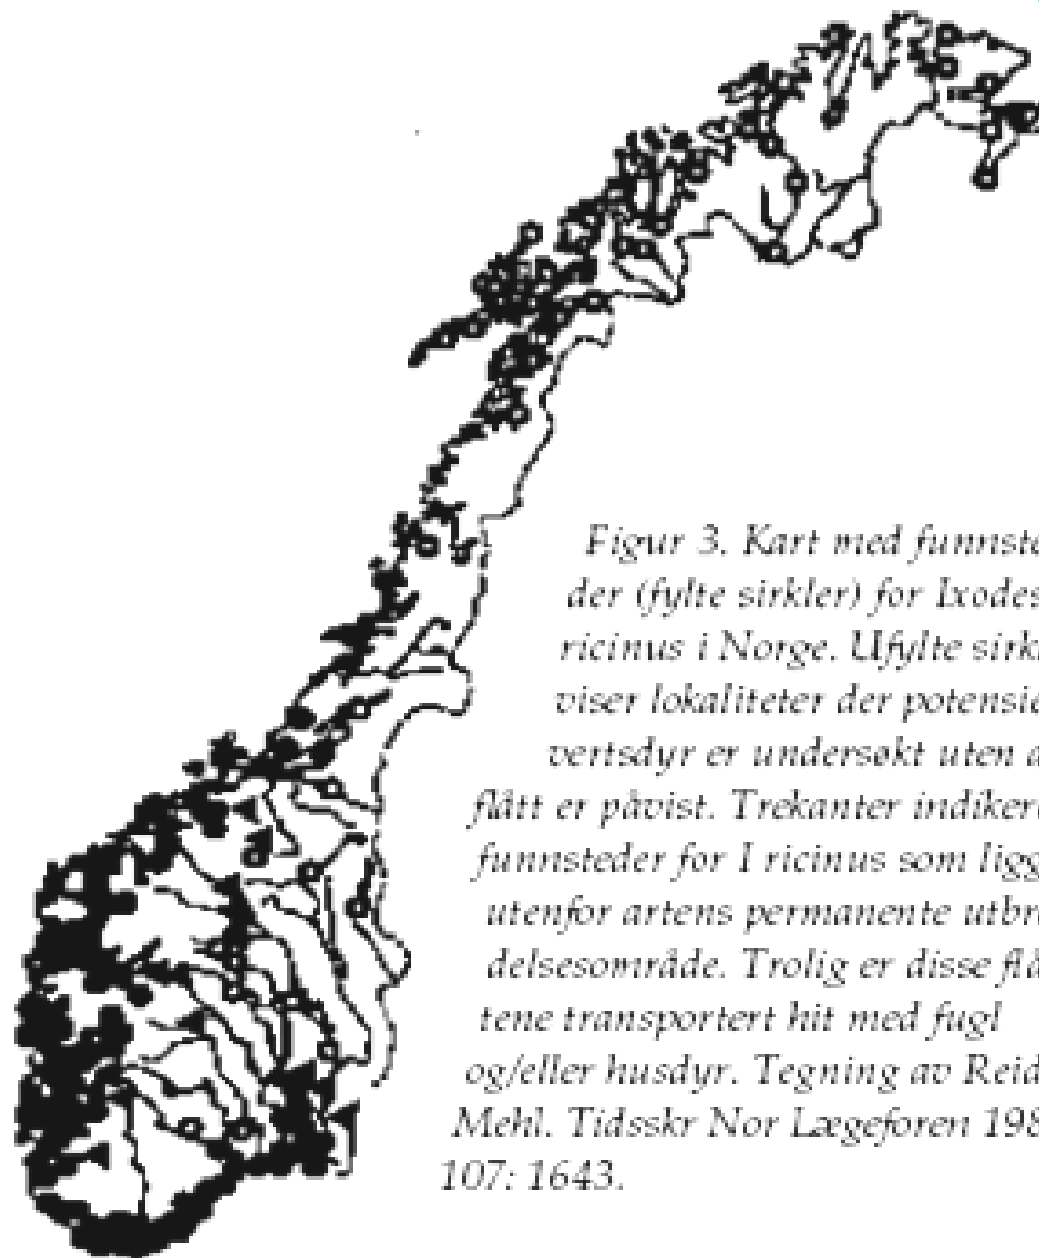 Figur 3. Kart med funnste
der (fylte sirkler) for Ixodes
ricinus i Norge. Ufylte sirk
viser lokaliteter der potensie
vertsdyr er undersøkt uten a
flått er påvist. Trekanter indiker
funnsteder for I ricinus som ligg
utenfor artens permanente utbr
delsesområde. Trolig er disse flå
tene transportert hit med fugl
og/eller husdyr. Tegning av Reid
Mehl. Tidsskr Nor Lægeforen 198
107: 1643.